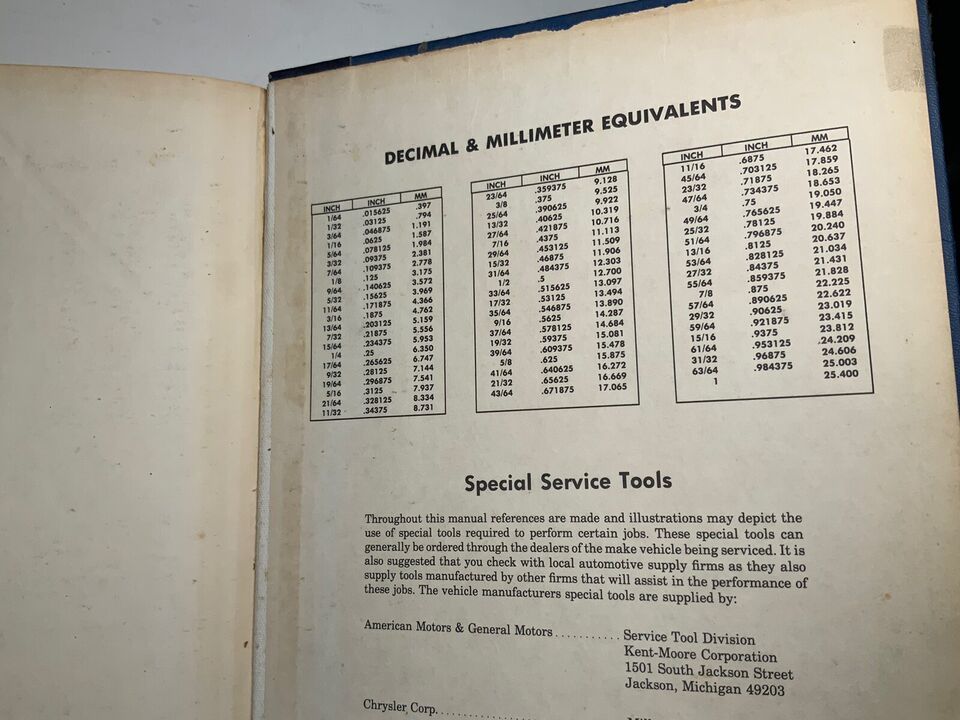 DECIMAL & MILLIMETER EQUIVALENTS
INCH INCH MM
1/64 .015625 .397
1/32 .03125 .794
3/64 .046875 1.191
1/16 .0625 1.587
5/64 .078125 1.984
3/32 .09375 2.381
7/64 .109375 2.778
1/8 .125 3.175
9/64 .140625 3.572
5/32 .15625 3.969
11/64 .171875 4.366
3/16 .1875 4.762
13/64 .203125 5.159
7/32 .21875 5.556
15/64 .234375 5.953
1/4 .25 6.350
17/64 .265625 6.747
9/32 .28125 7.144
19/64 .296875 7.541
5/16 .3125 7.937
21/64 .328125 8.334
11/32 .34375 8.731
INCH INCH MM
23/64 .359375 9.128
3/8 .375 9.525
25/64 .390625 9.922
13/32 .40625 10.319
27/64 .421875 10.716
7/16 .4375 11.113
29/64 .453125 11.509
15/32 .46875 11.906
31/64 .484375 12.303
1/2 .5 12.700
33/64 .515625 13.097
17/32 .53125 13.494
35/64 .546875 13.890
9/16 .5625 14.287
37/64 .578125 14.684
19/32 .59375 15.081
39/64 .609375 15.478
5/8 .625 15.875
41/64 .640625 16.272
21/32 .65625 16.669
43/64 .671875 17.065
INCH INCH MM
11/16 .6875 17.462
45/64 .703125 17.859
23/32 .71875 18.265
47/64 .734375 18.653
3/4 .75 19.050
49/64 .765625 19.447
25/32 .78125 19.884
51/64 .796875 20.240
13/16 .8125 20.637
53/64 .828125 21.034
27/32 .84375 21.431
55/64 .859375 21.828
7/8 .875 22.225
57/64 .890625 22.622
29/32 .90625 23.019
59/64 .921875 23.415
15/16 .9375 23.812
61/64 .953125 24.209
31/32 .96875 24.606
63/64 .984375 25.003
1 25.400
Special Service Tools
Throughout this manual references are made and illustrations may depict the
use of special tools required to perform certain jobs. These special tools can
generally be ordered through the dealers of the make vehicle being serviced. It is
also suggested that you check with local automotive supply firms as they also
supply tools manufactured by other firms that will assist in the performance of
these jobs. The vehicle manufacturers special tools are supplied by:
American Motors & General Motors ........... Service Tool Division
Kent-Moore Corporation
1501 South Jackson Street
Jackson, Michigan 49203
Chrysler Corp. ..............